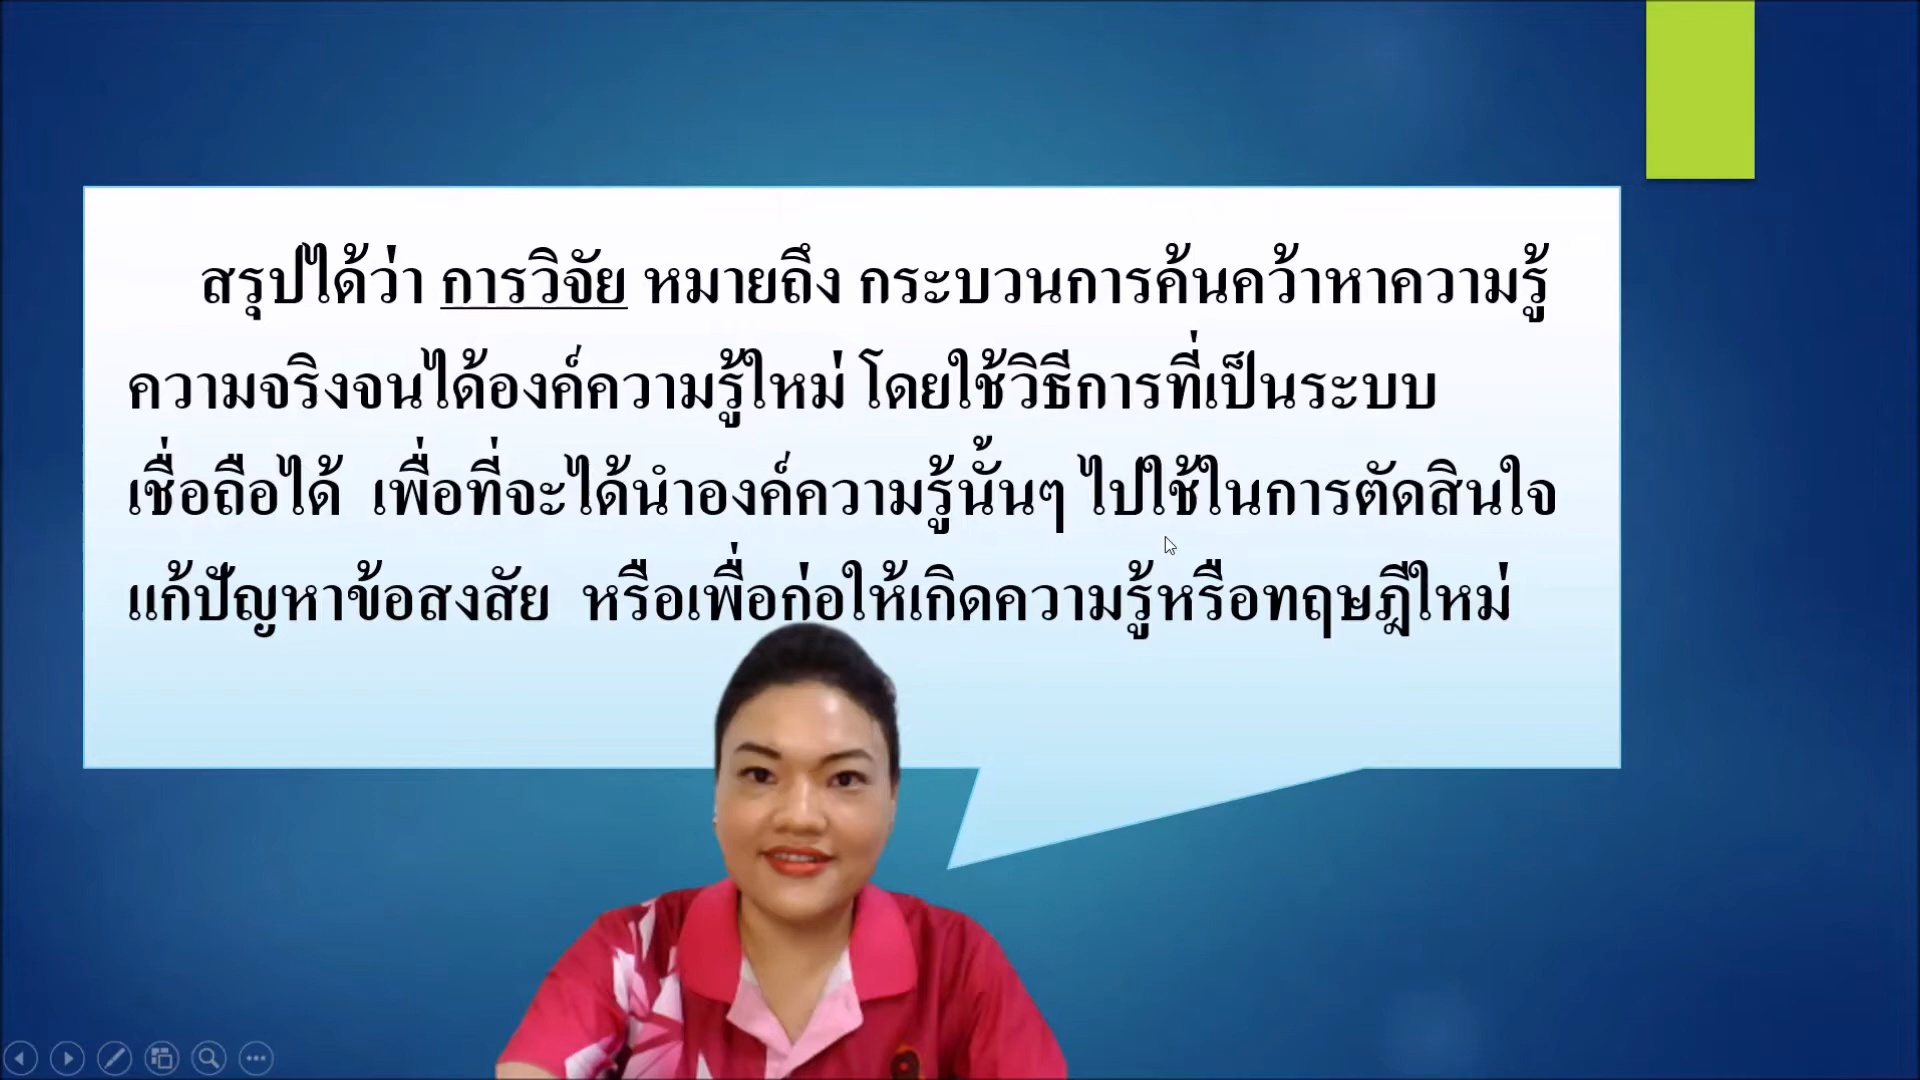 สรุปได้ว่า การวิจัย หมายถึง กระบวนการค้นคว้าหาความรู้
ความจริงจนได้องค์ความรู้ใหม่ โดยใช้วิธีการที่เป็นระบบ
เชื่อถือได้ เพื่อที่จะได้นำองค์ความรู้นั้นๆ ไปใช้ในการตัดสินใจ
แก้ปัญหาข้อสงสัย หรือเพื่อก่อให้เกิดความรู้หรือทฤษฎีใหม่